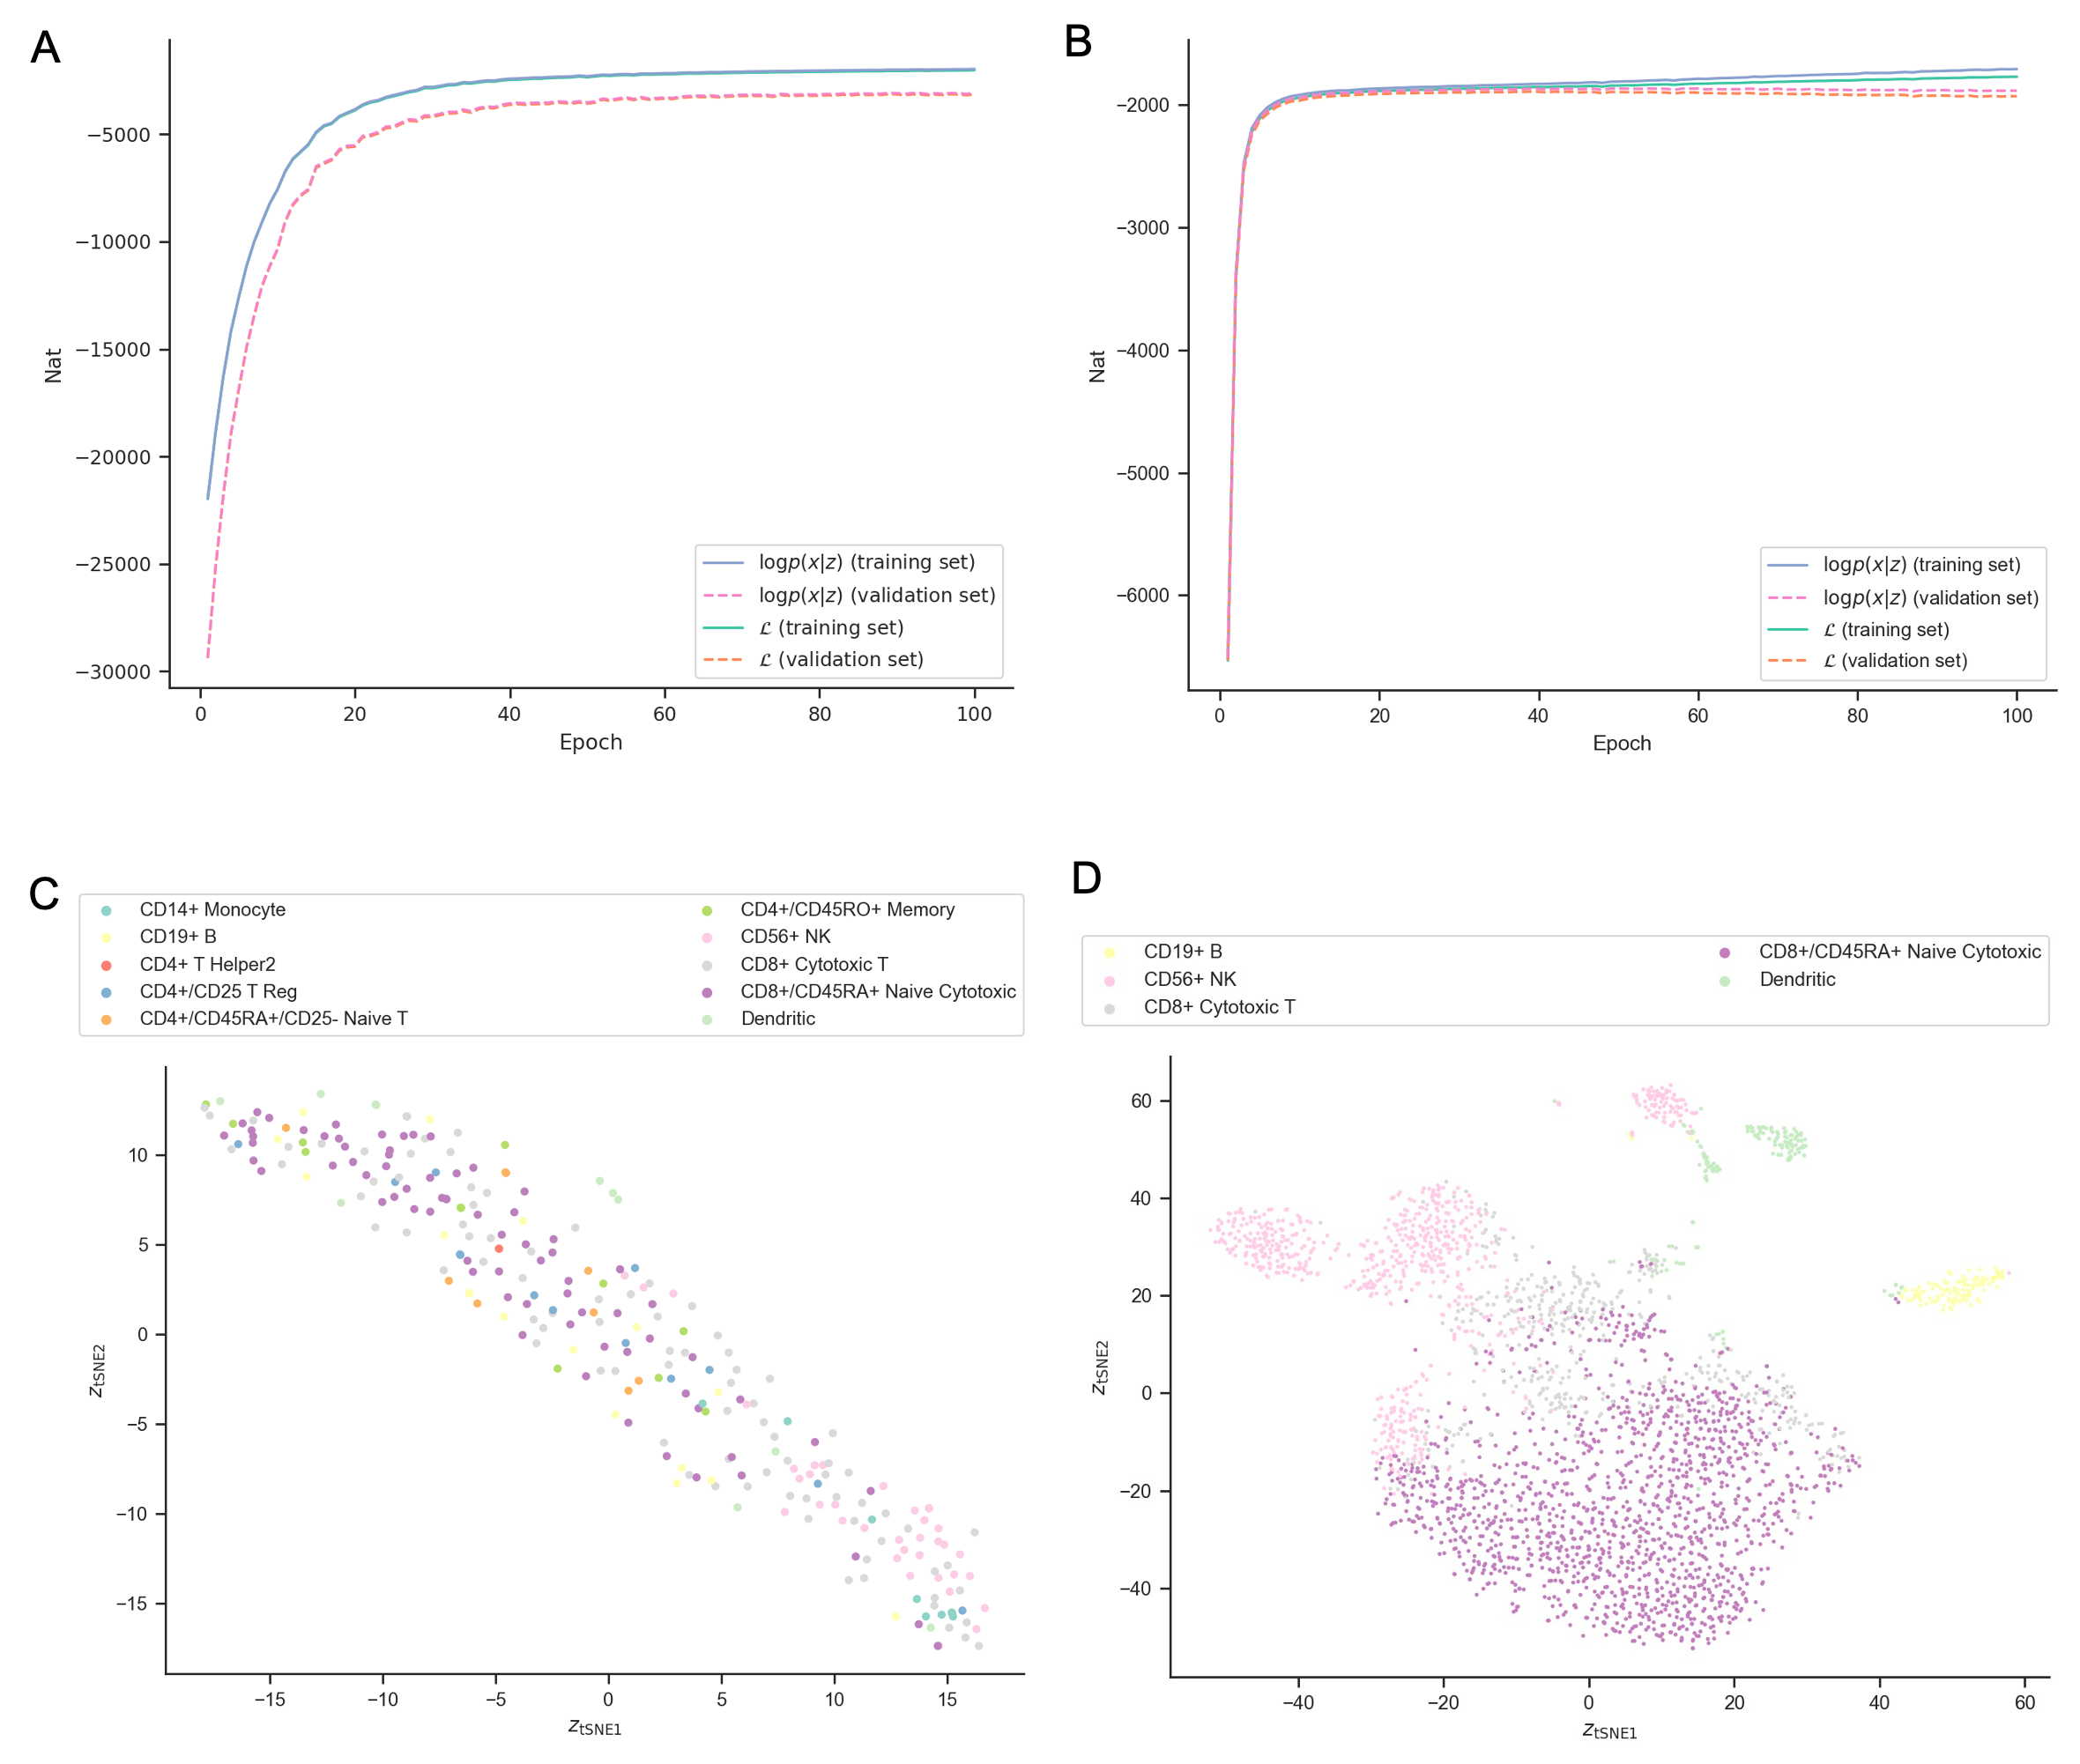 A
Nat
−5000
−10000
−15000
−20000
−25000
−30000
0 20 40 60 80 100
Epoch
logp(x|z) (training set)
logp(x|z) (validation set)
ℒ (training set)
ℒ (validation set)
B
Nat
−2000
−3000
−4000
−5000
−6000
0 20 40 60 80 100
Epoch
logp(x|z) (training set)
logp(x|z) (validation set)
ℒ (training set)
ℒ (validation set)
C
CD14+ Monocyte
CD19+ B
CD4+ T Helper2
CD4+/CD25 T Reg
CD4+/CD45RA+/CD25- Naive T
CD4+/CD45RO+ Memory
CD56+ NK
CD8+ Cytotoxic T
CD8+/CD45RA+ Naive Cytotoxic
Dendritic
ztSNE2
10
5
0
−5
−10
−15
−15 −10 −5 0 5 10 15
ztSNE1
D
CD19+ B
CD56+ NK
CD8+ Cytotoxic T
CD8+/CD45RA+ Naive Cytotoxic
Dendritic
ztSNE2
60
40
20
0
−20
−40
−40 −20 0 20 40 60
ztSNE1